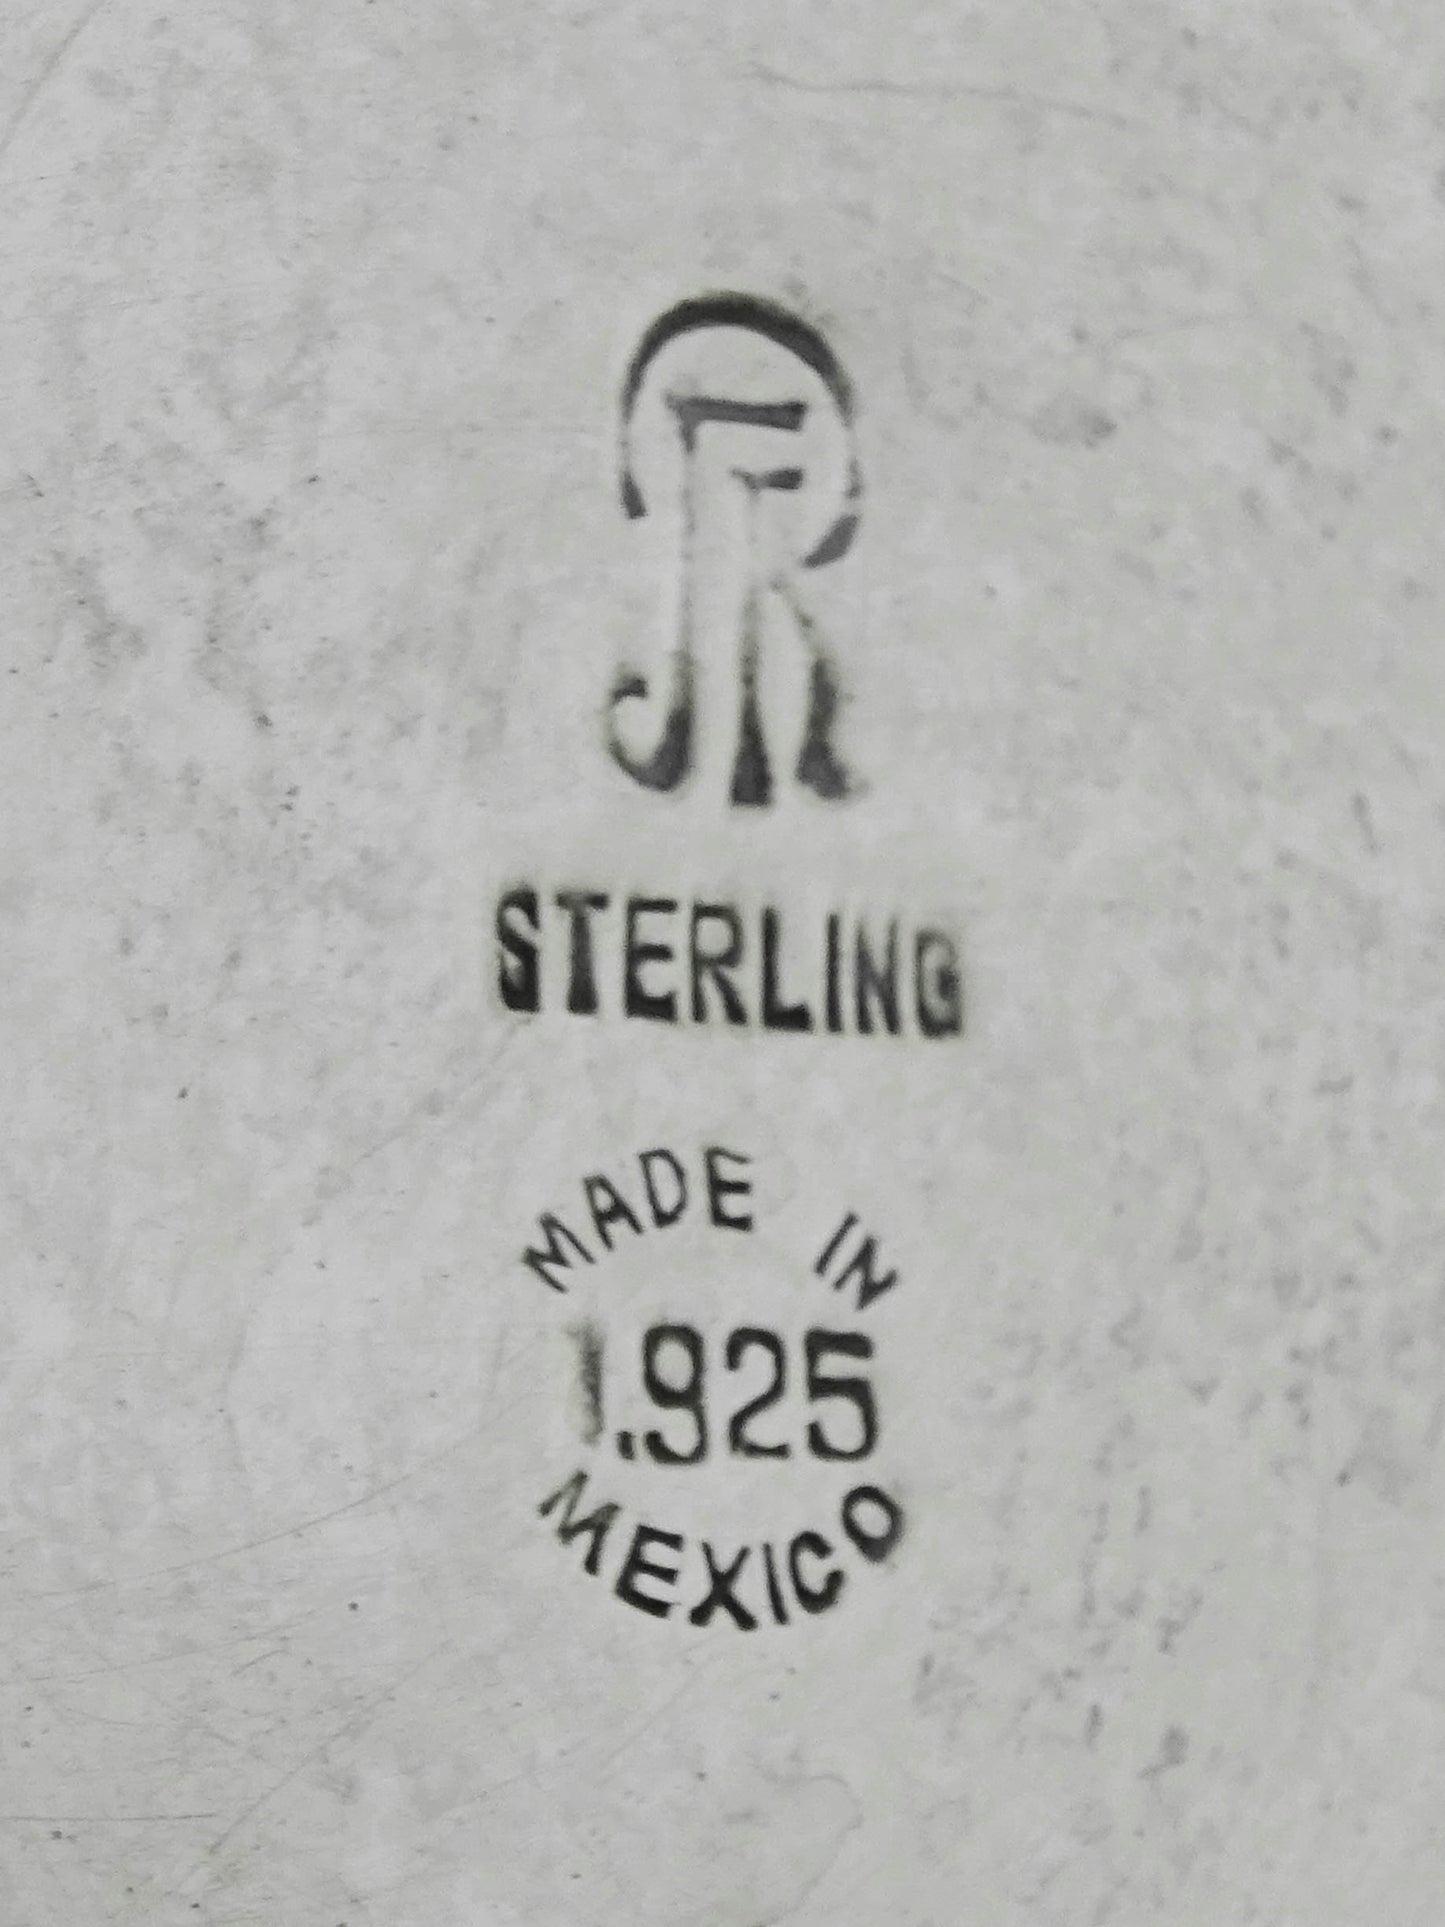 STERLING
MADE IN
.925
MEXICO